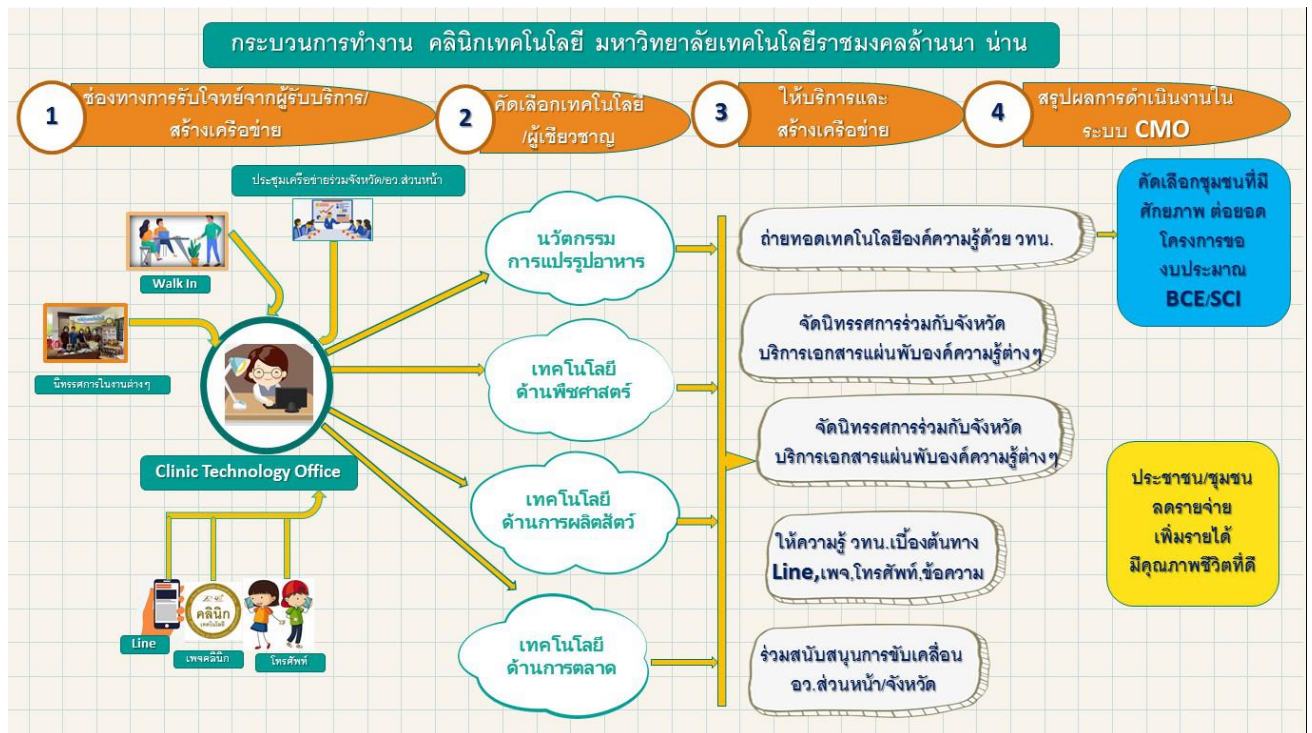 กระบวนการทำงาน คลินิกเทคโนโลยี มหาวิทยาลัยเทคโนโลยีราชมงคลล้านนา น่าน
1
ช่องทางการรับโจทย์จากผู้รับบริการ/
สร้างเครือข่าย
2
คัดเลือกเทคโนโลยี
/ผู้เชียวชาญ
3
ให้บริการและ
สร้างเครือข่าย
4
สรุปผลการดำเนินงานใน
ระบบ CMO
ประชุมเครือข่ายร่วมจังหวัด/อว.ส่วนหน้า
Walk In
นิทรรศการในงานต่างๆ
Clinic Technology Office
คลินิก
เทคโนโลยี
Line
เพจคลินิก
โทรศัพท์
นวัตกรรม
การแปรรูปอาหาร
เทคโนโลยี
ด้านพืชศาสตร์
เทคโนโลยี
ด้านการผลิตสัตว์
เทคโนโลยี
ด้านการตลาด
ถ่ายทอดเทคโนโลยีองค์ความรู้ด้วย วทน.
จัดนิทรรศการร่วมกับจังหวัด
บริการเอกสารแผ่นพับองค์ความรู้ต่างๆ
จัดนิทรรศการร่วมกับจังหวัด
บริการเอกสารแผ่นพับองค์ความรู้ต่างๆ
ให้ความรู้ วทน.เบื้องต้นทาง
Line,เพจ,โทรศัพท์,ข้อความ
ร่วมสนับสนุนการขับเคลื่อน
อว.ส่วนหน้า/จังหวัด
คัดเลือกชุมชนที่มี
ศักยภาพ ต่อยอด
โครงการขอ
งบประมาณ
BCE/SCI
ประชาชน/ชุมชน
ลดรายจ่าย
เพิ่มรายได้
มีคุณภาพชีวิตที่ดี